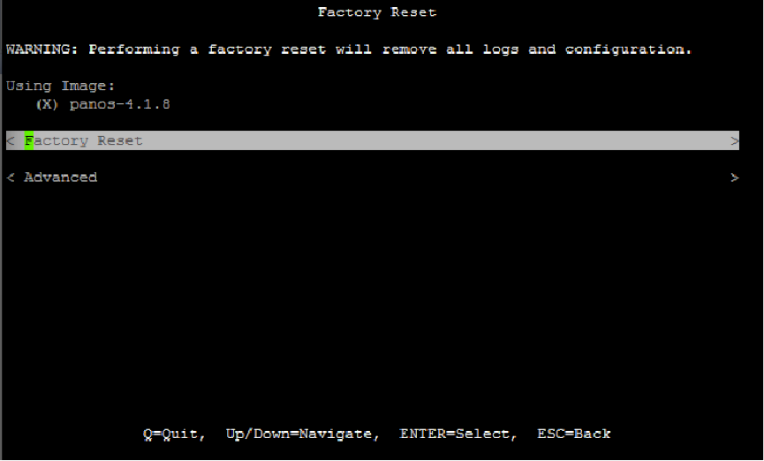 Factory Reset
WARNING: Performing a factory reset will remove all logs and configuration.
Using Image:
(X) panos-4.1.8
< Factory Reset >
< Advanced >
Q=Quit, Up/Down=Navigate, ENTER=Select, ESC=Back